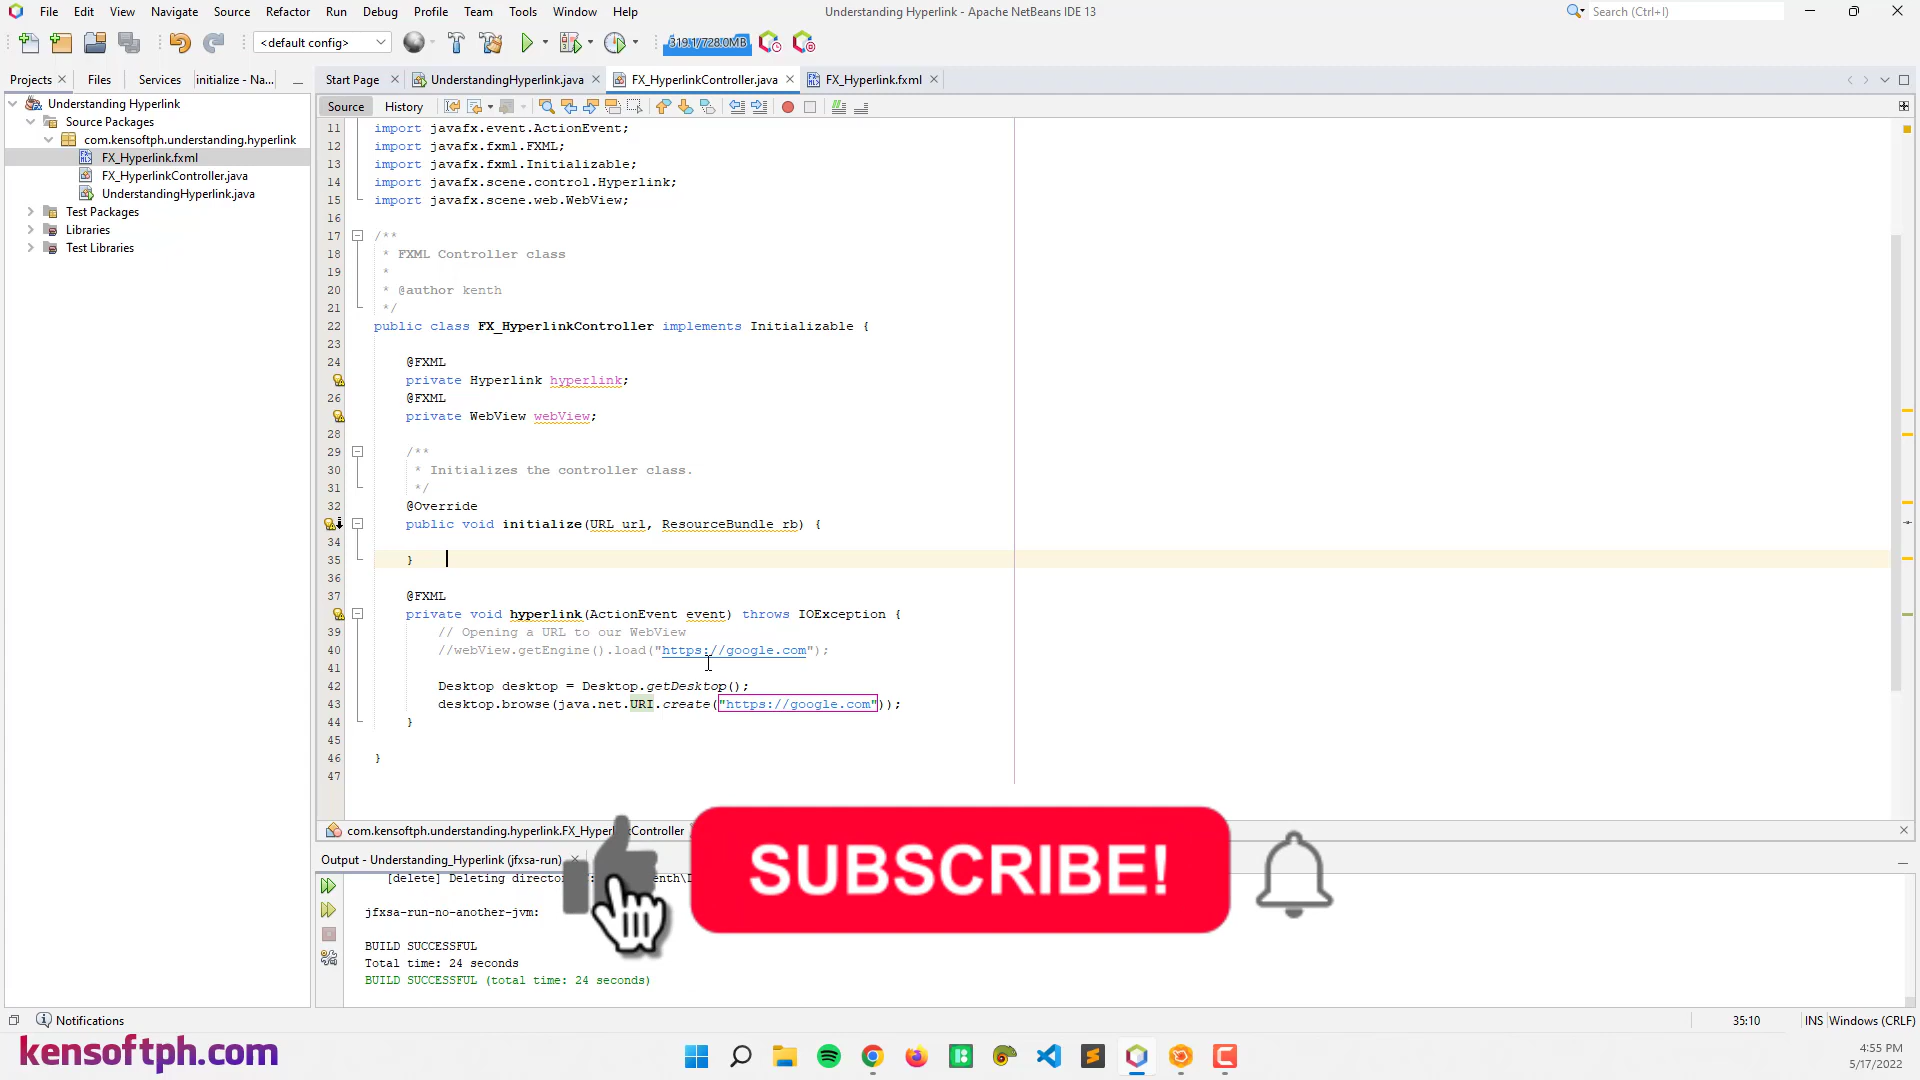 File Edit View Navigate Source Refactor Run Debug Profile Team Tools Window Help
Understanding Hyperlink - Apache NetBeans IDE 13
Search (Ctrl+I)
<default config>
319.1/728.0MB
Projects Files Services initialize - Na...
Start Page UnderstandingHyperlink.java FX_HyperlinkController.java FX_Hyperlink.fxml
Source History
Understanding Hyperlink
Source Packages
com.kensoftph.understanding.hyperlink
FX_Hyperlink.fxml
FX_HyperlinkController.java
UnderstandingHyperlink.java
Test Packages
Libraries
Test Libraries
11 import javafx.event.ActionEvent;
12 import javafx.fxml.FXML;
13 import javafx.fxml.Initializable;
14 import javafx.scene.control.Hyperlink;
15 import javafx.scene.web.WebView;
16
17 /**
18 * FXML Controller class
19 *
20 * @author kenth
21 */
22 public class FX_HyperlinkController implements Initializable {
23
24 @FXML
private Hyperlink hyperlink;
26 @FXML
private WebView webView;
28
29 /**
30 * Initializes the controller class.
31 */
32 @Override
public void initialize(URL url, ResourceBundle rb) {
34
35 }
36
37 @FXML
private void hyperlink(ActionEvent event) throws IOException {
39 // Opening a URL to our WebView
40 //webView.getEngine().load("https://google.com");
41
42 Desktop desktop = Desktop.getDesktop();
43 desktop.browse(java.net.URI.create("https://google.com"));
44 }
45
46 }
47
com.kensoftph.understanding.hyperlink.FX_Hyper Controller
Output - Understanding_Hyperlink (jfxsa-run)
[delete] Deleting director
jfxsa-run-no-another-jvm:
BUILD SUCCESSFUL
Total time: 24 seconds
BUILD SUCCESSFUL (total time: 24 seconds)
SUBSCRIBE!
Notifications
35:10 INS Windows (CRLF)
kensoftph.com
4:55 PM
5/17/2022